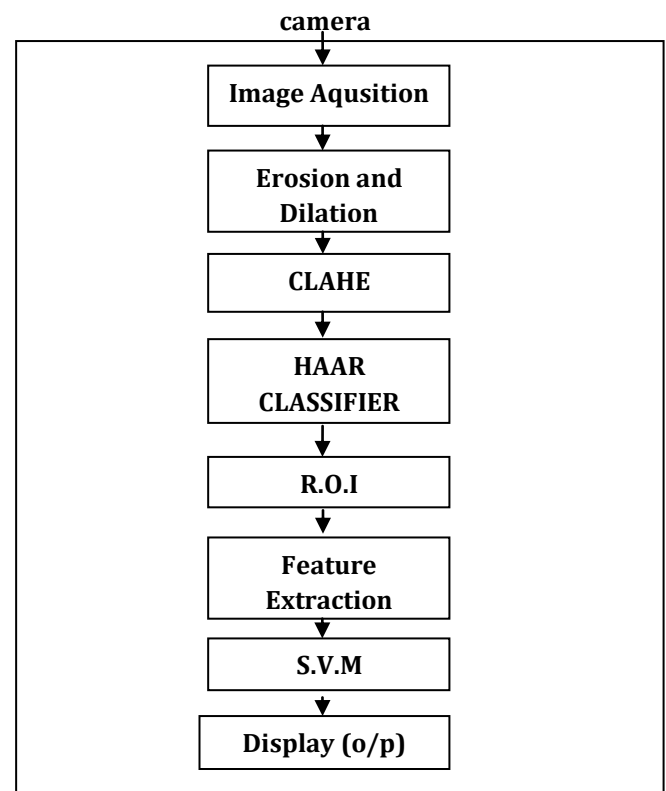 camera
Image Aqusition
Erosion and
Dilation
CLAHE
HAAR
CLASSIFIER
R.O.I
Feature
Extraction
S.V.M
Display (o/p)